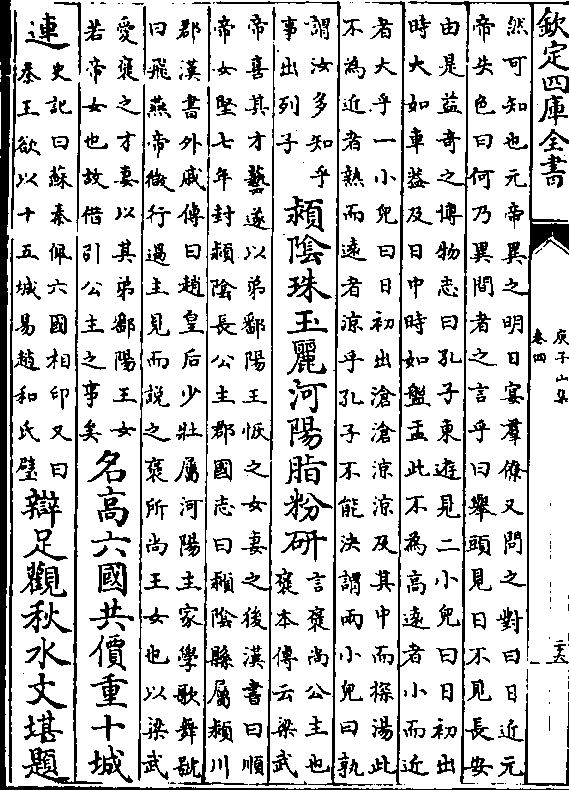 欽定四庫全書
庾子山集
卷四
然可知也元帝異之明日宴羣僚又問之對曰日近元
帝失色曰何乃異間者之言乎曰舉頭見日不見長安
由是益奇之博物志曰孔子東遊見二小兒曰日初出
時大如車葢及日中時如盤盂此不為高遠者小而近
者大乎一小兒曰日初出滄滄涼涼及其中而探湯此
不為近者熱而遠者涼乎孔子不能決謂兩小兒曰孰
謂汝多知乎
事出列子
頴陰珠玉麗河陽脂粉研
言褒尚公主也
褒本傳云梁武
帝喜其才藝遂以弟鄱陽王恢之女妻之後漢書曰順
帝女堅七年封頴陰長公主郡國志曰頴陰縣屬頴川
郡漢書外戚傳曰趙皇后少壯屬河陽主家學歌舞號
曰飛燕帝微行過主見而說之褒所尚王女也以梁武
愛褒之才妻以其弟鄱陽王女
若帝女也故借引公主之事矣
名高六國共價重十城
連
史記曰蘇秦佩六國相印又曰
秦王欲以十五城易趙和氏璧
辯足觀秋水文堪題